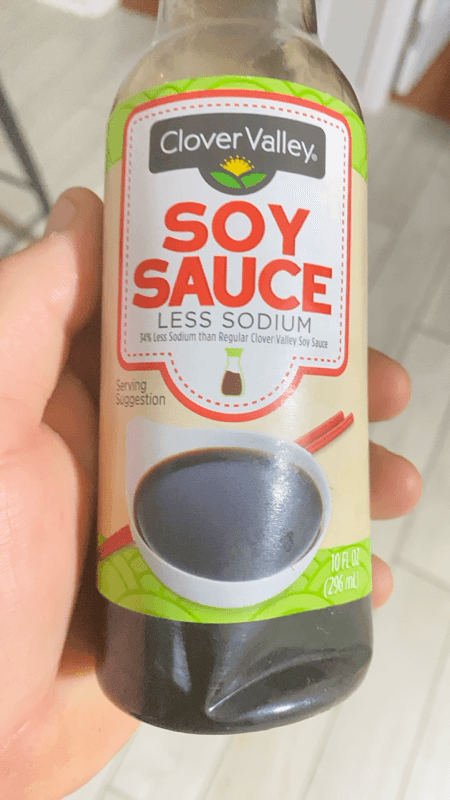 Clover Valley®
SOY
SAUCE
LESS SODIUM
34% Less Sodium than Regular Clover Valley Soy Sauce
Serving
Suggestion
10 FL OZ
(296 mL)